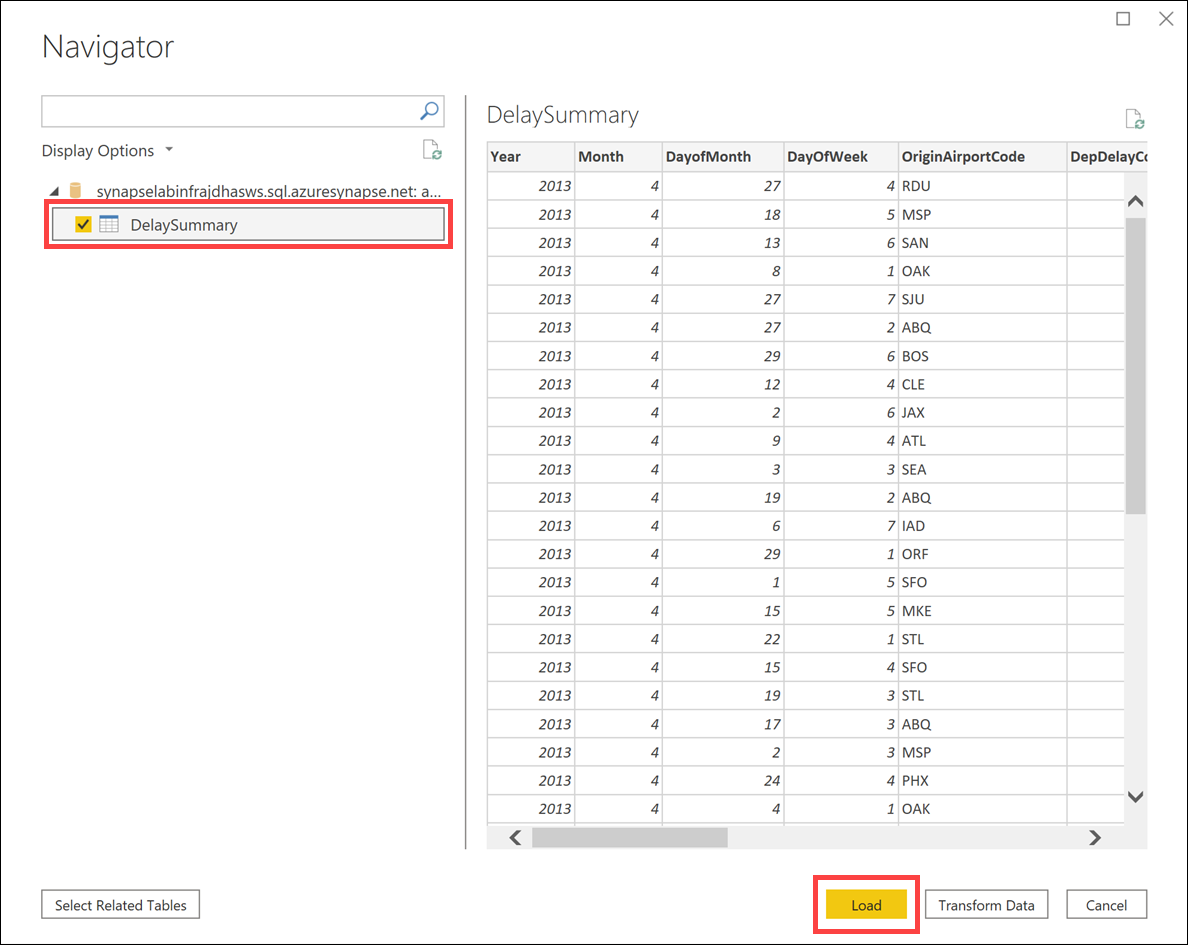 Navigator
Display Options
synapselabinfrajdhasws.sql.azuresynapse.net: a...
DelaySummary
DelaySummary
Year Month DayofMonth DayOfWeek OriginAirportCode DepDelayCo
2013 4 27 4 RDU
2013 4 18 5 MSP
2013 4 13 6 SAN
2013 4 8 1 OAK
2013 4 27 7 SJU
2013 4 27 2 ABQ
2013 4 29 6 BOS
2013 4 12 4 CLE
2013 4 2 6 JAX
2013 4 9 4 ATL
2013 4 3 3 SEA
2013 4 19 2 ABQ
2013 4 6 7 IAD
2013 4 29 1 ORF
2013 4 1 5 SFO
2013 4 15 5 MKE
2013 4 22 1 STL
2013 4 15 4 SFO
2013 4 19 3 STL
2013 4 17 3 ABQ
2013 4 2 3 MSP
2013 4 24 4 PHX
2013 4 4 1 OAK
Select Related Tables Load Transform Data Cancel